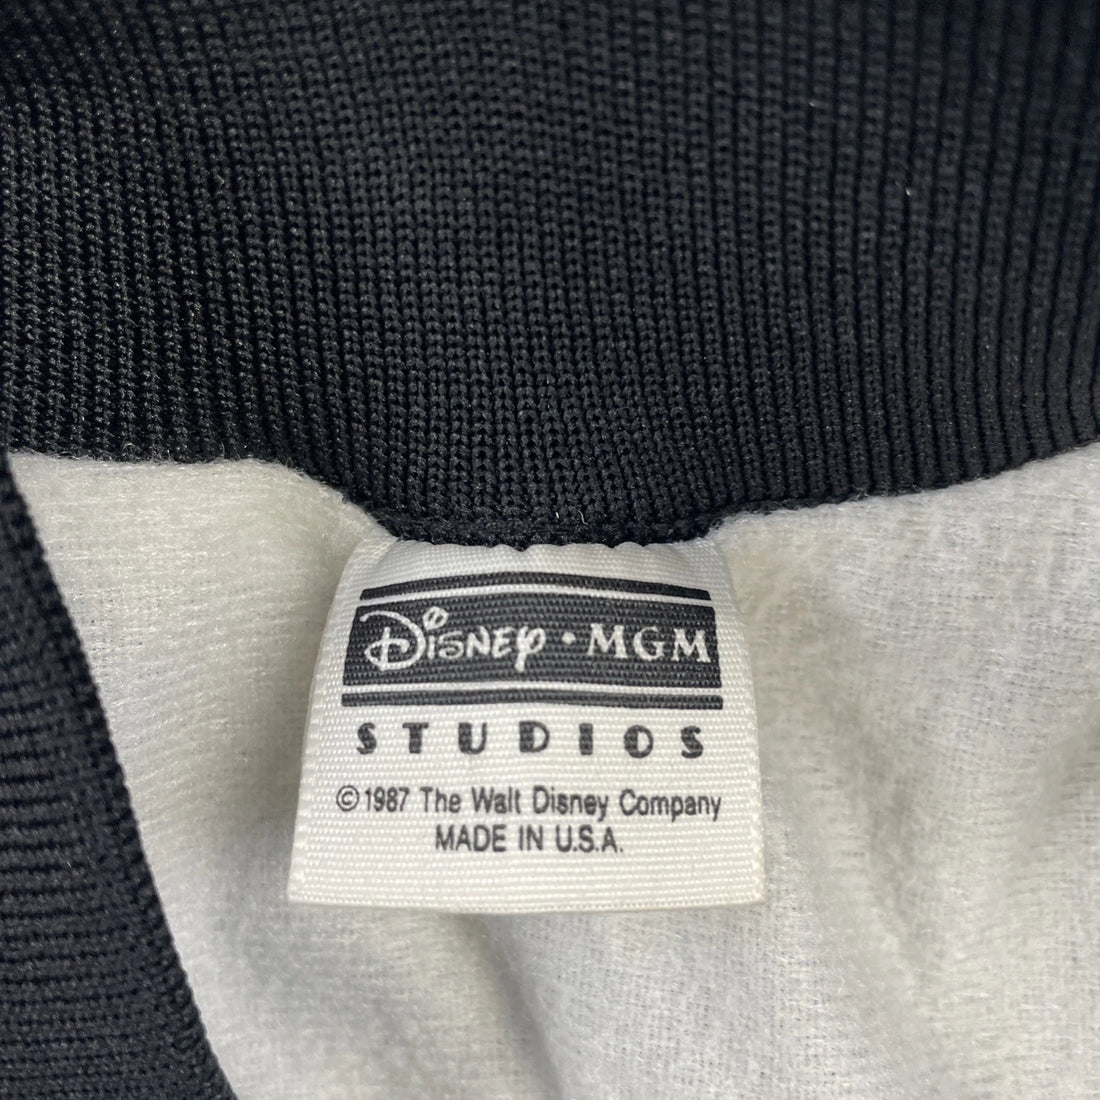 Disney • MGM
STUDIOS
© 1987 The Walt Disney Company
MADE IN U.S.A.